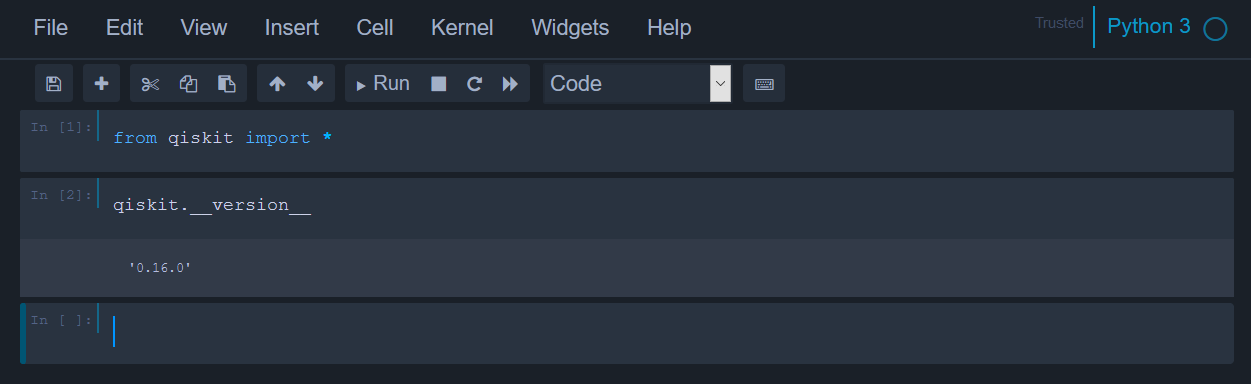 File Edit View Insert Cell Kernel Widgets Help Trusted Python 3
Run Code
In [1]: from qiskit import *
In [2]: qiskit.__version__
'0.16.0'
In [ ]: